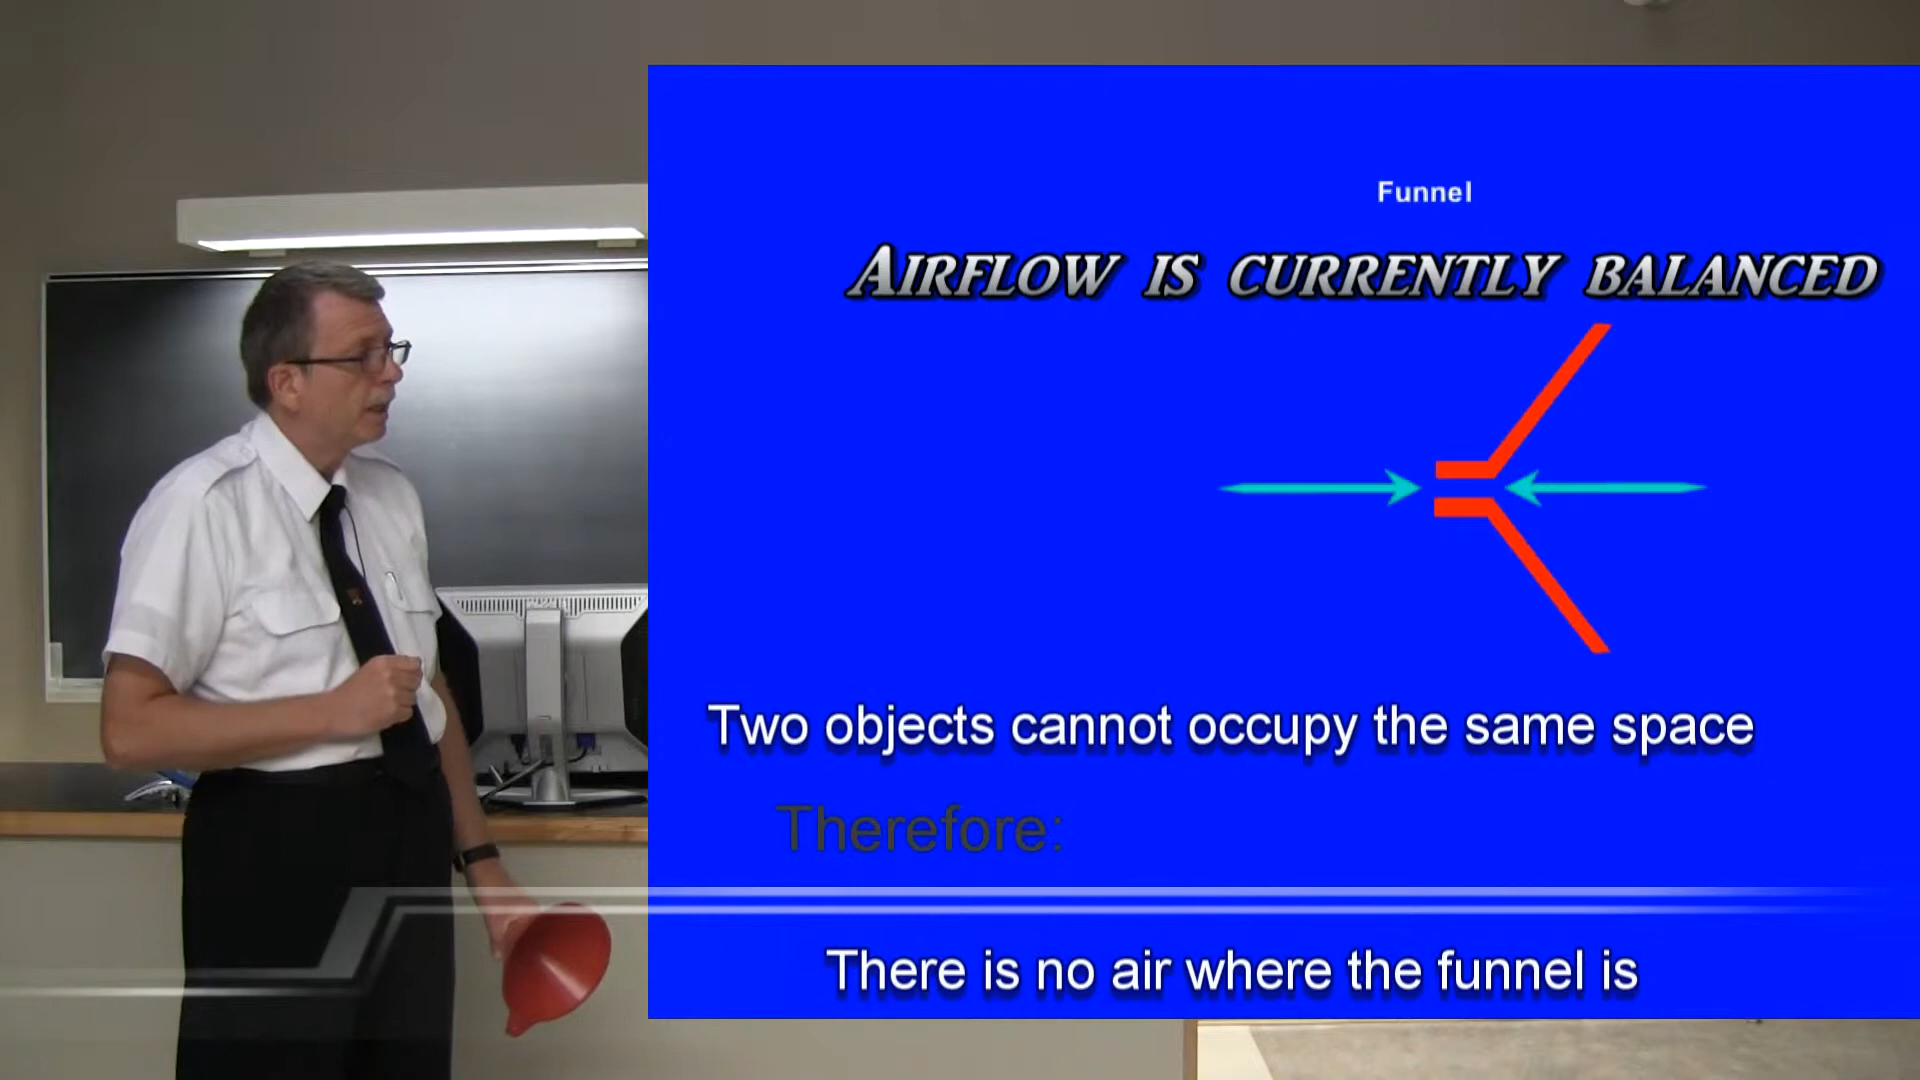 Funnel
AIRFLOW IS CURRENTLY BALANCED
Two objects cannot occupy the same space
Therefore:
There is no air where the funnel is